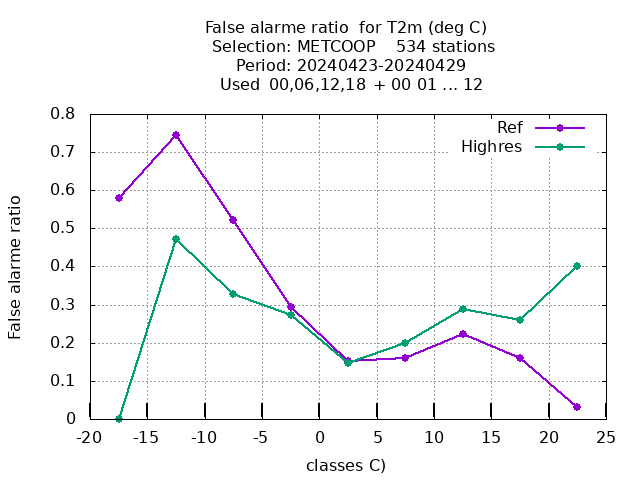 False alarme ratio  for T2m (deg C)
Selection: METCOOP    534 stations
Period: 20240423-20240429
Used  00,06,12,18  + 00 01 ... 12
Ref
Highres
False alarme ratio
0.8
0.7
0.6
0.5
0.4
0.3
0.2
0.1
0
-20 -15 -10 -5 0 5 10 15 20 25
classes C)